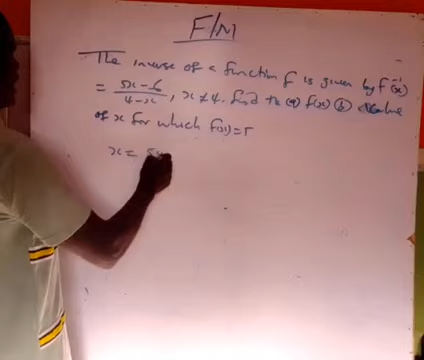 F/M
The inverse of a function f is given by f⁻¹(x)
= 5x-6 / 4-x , x ≠ 4. find the (a) f(x) (b) value
of x for which f(x) = 5
x = 5x